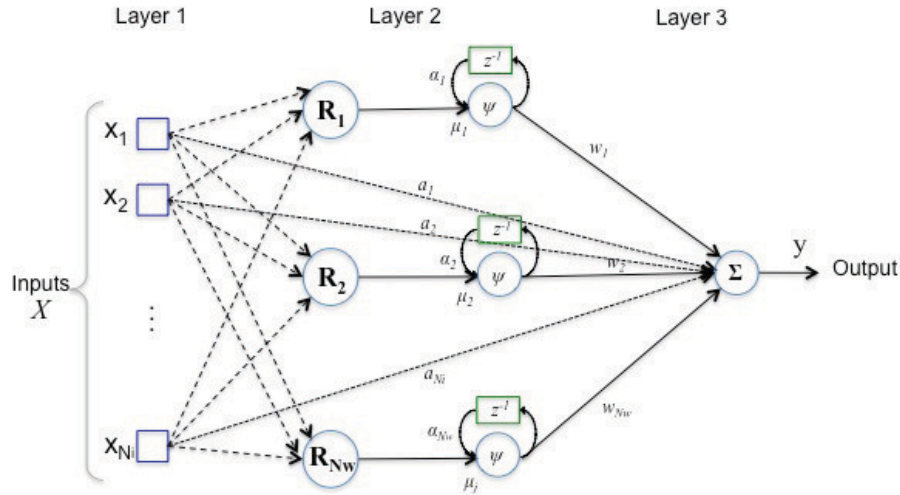 Layer 1
Layer 2
Layer 3
z⁻¹
α₁
R₁
ψ
μ₁
x₁
w₁
a₁
x₂
a₂
z⁻¹
α₂
w₂
y
Inputs
X
R₂
ψ
μ₂
Σ
Output
...
a_Ni
z⁻¹
w_Nw
α_Nw
x_Ni
R_Nw
ψ
μⱼ